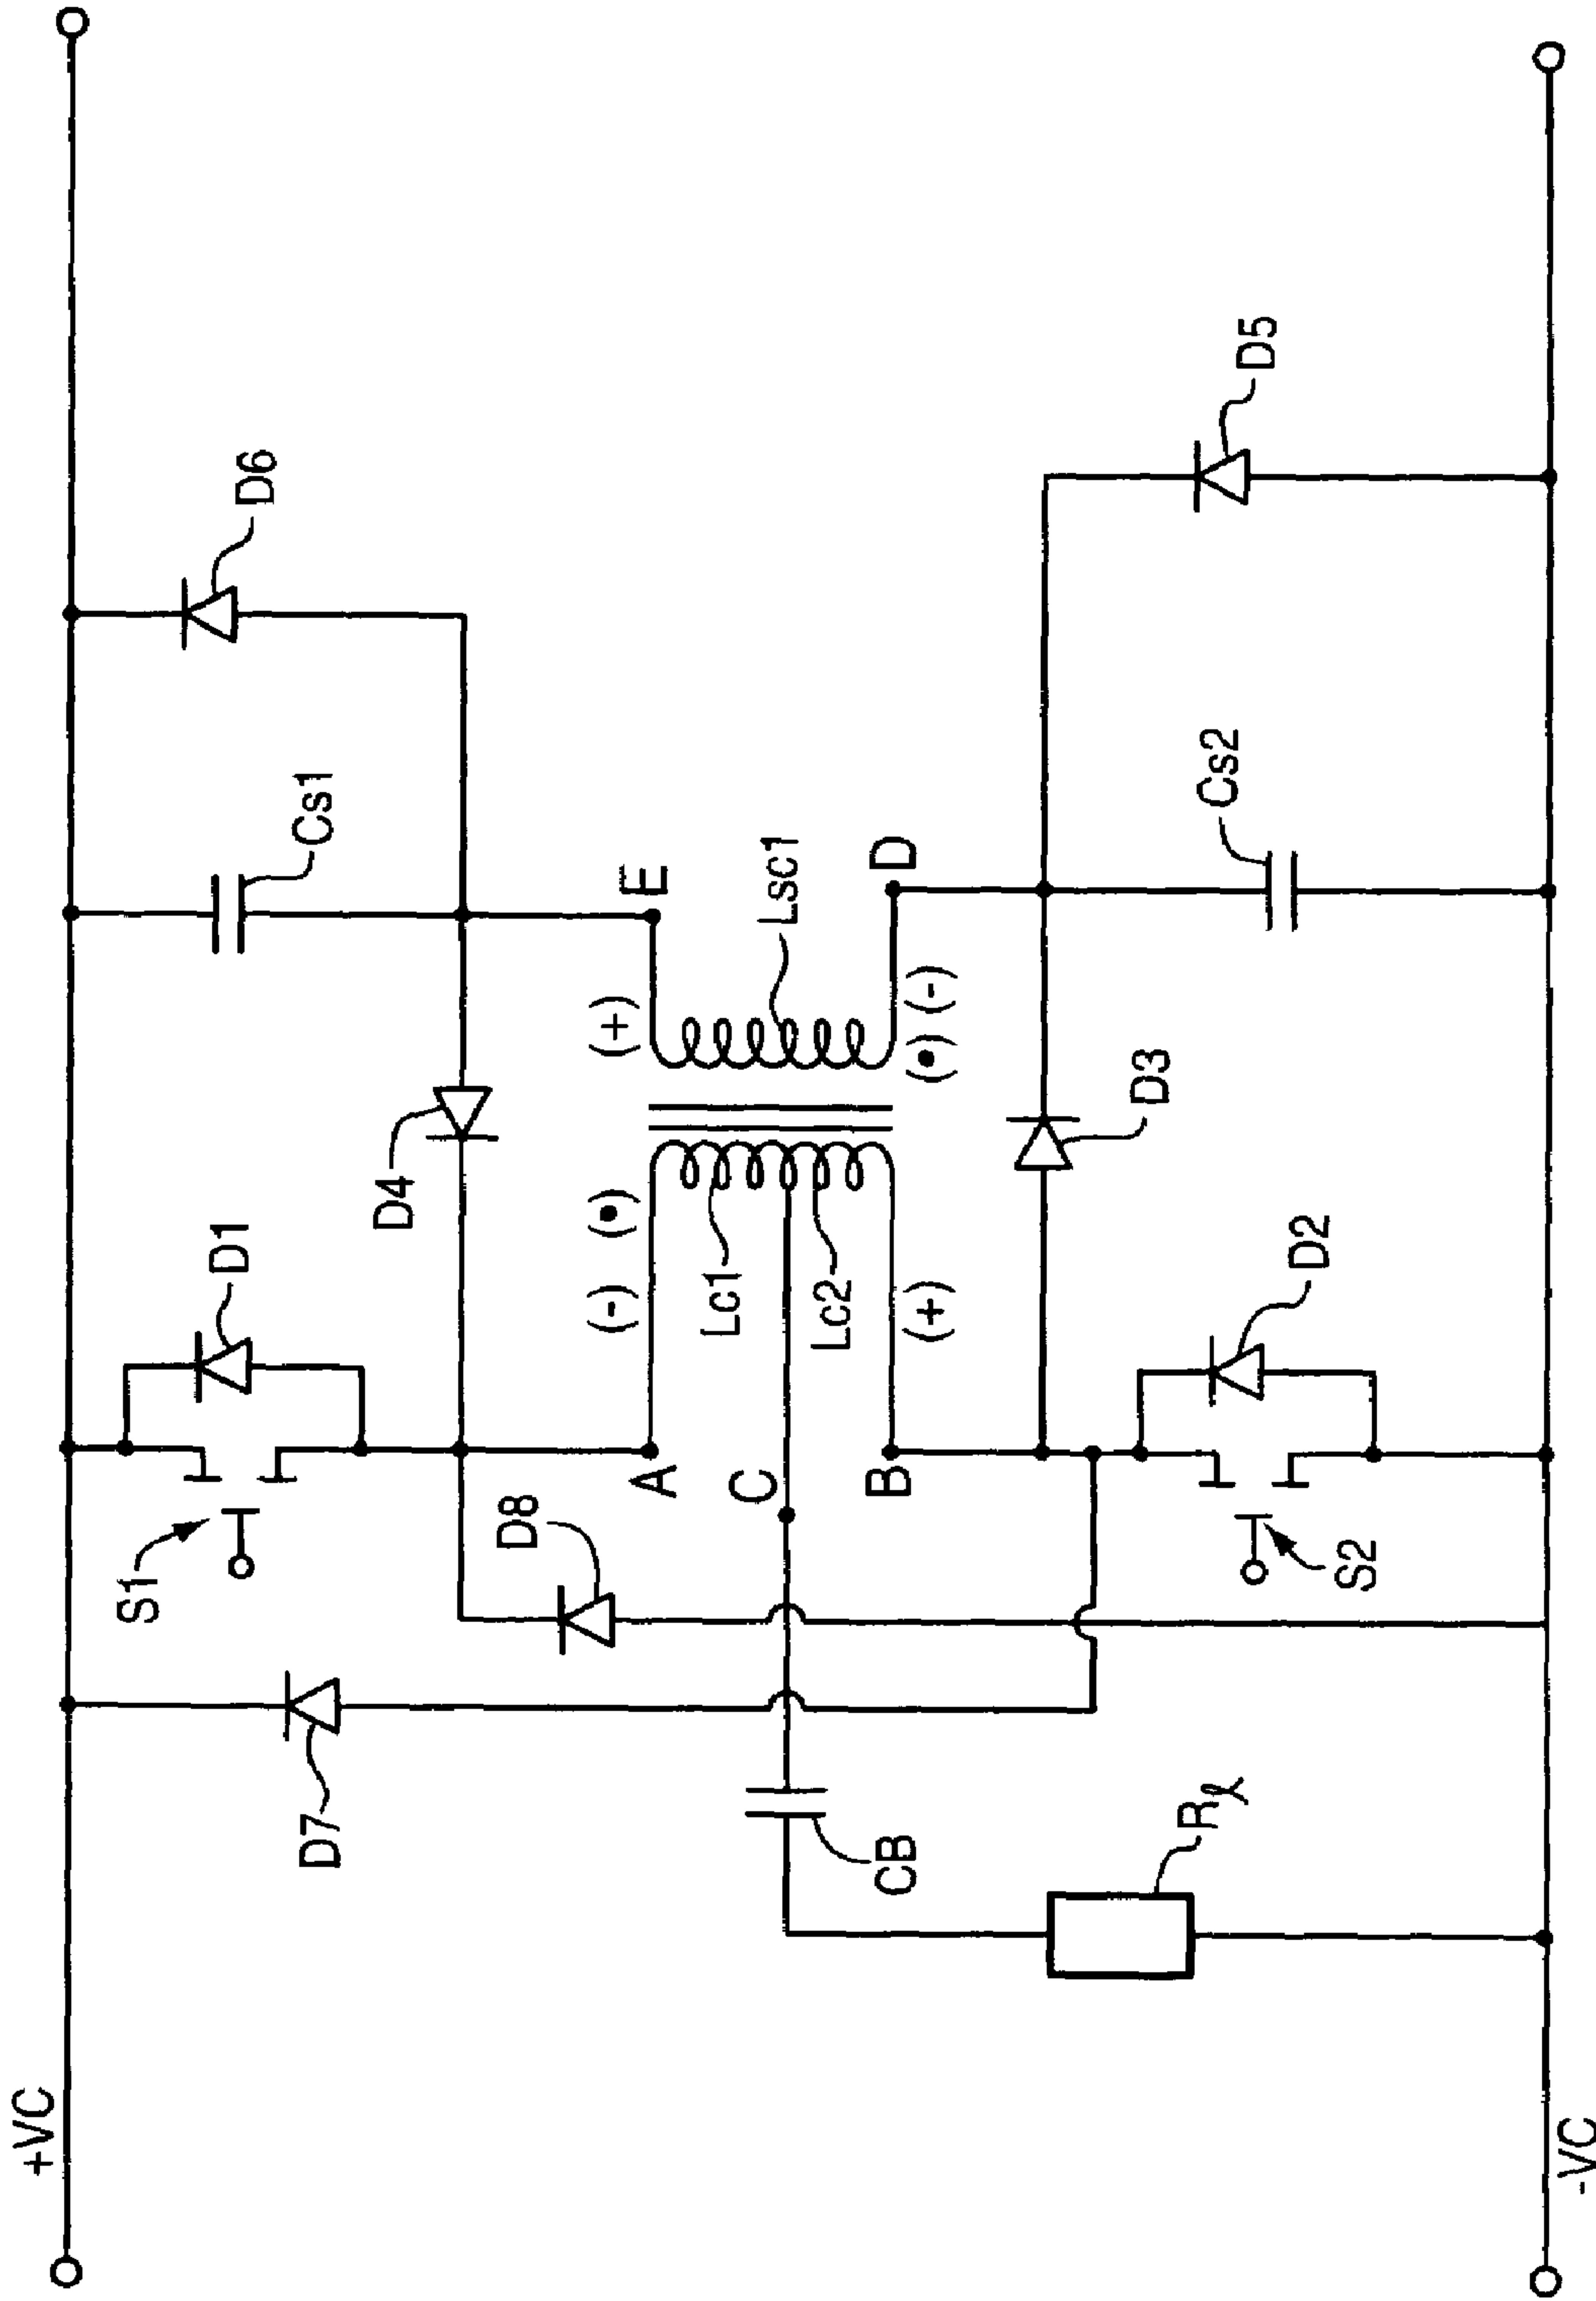 +VC
D7
S1
D1
D6
Cs1
D8
D4
A
(-)
(•)
(+)
E
C
Lc1
Lsc1
CB
Lc2
B
(+)
(•)
(-)
D
D3
Rℓ
S2
D2
Cs2
D5
-VC